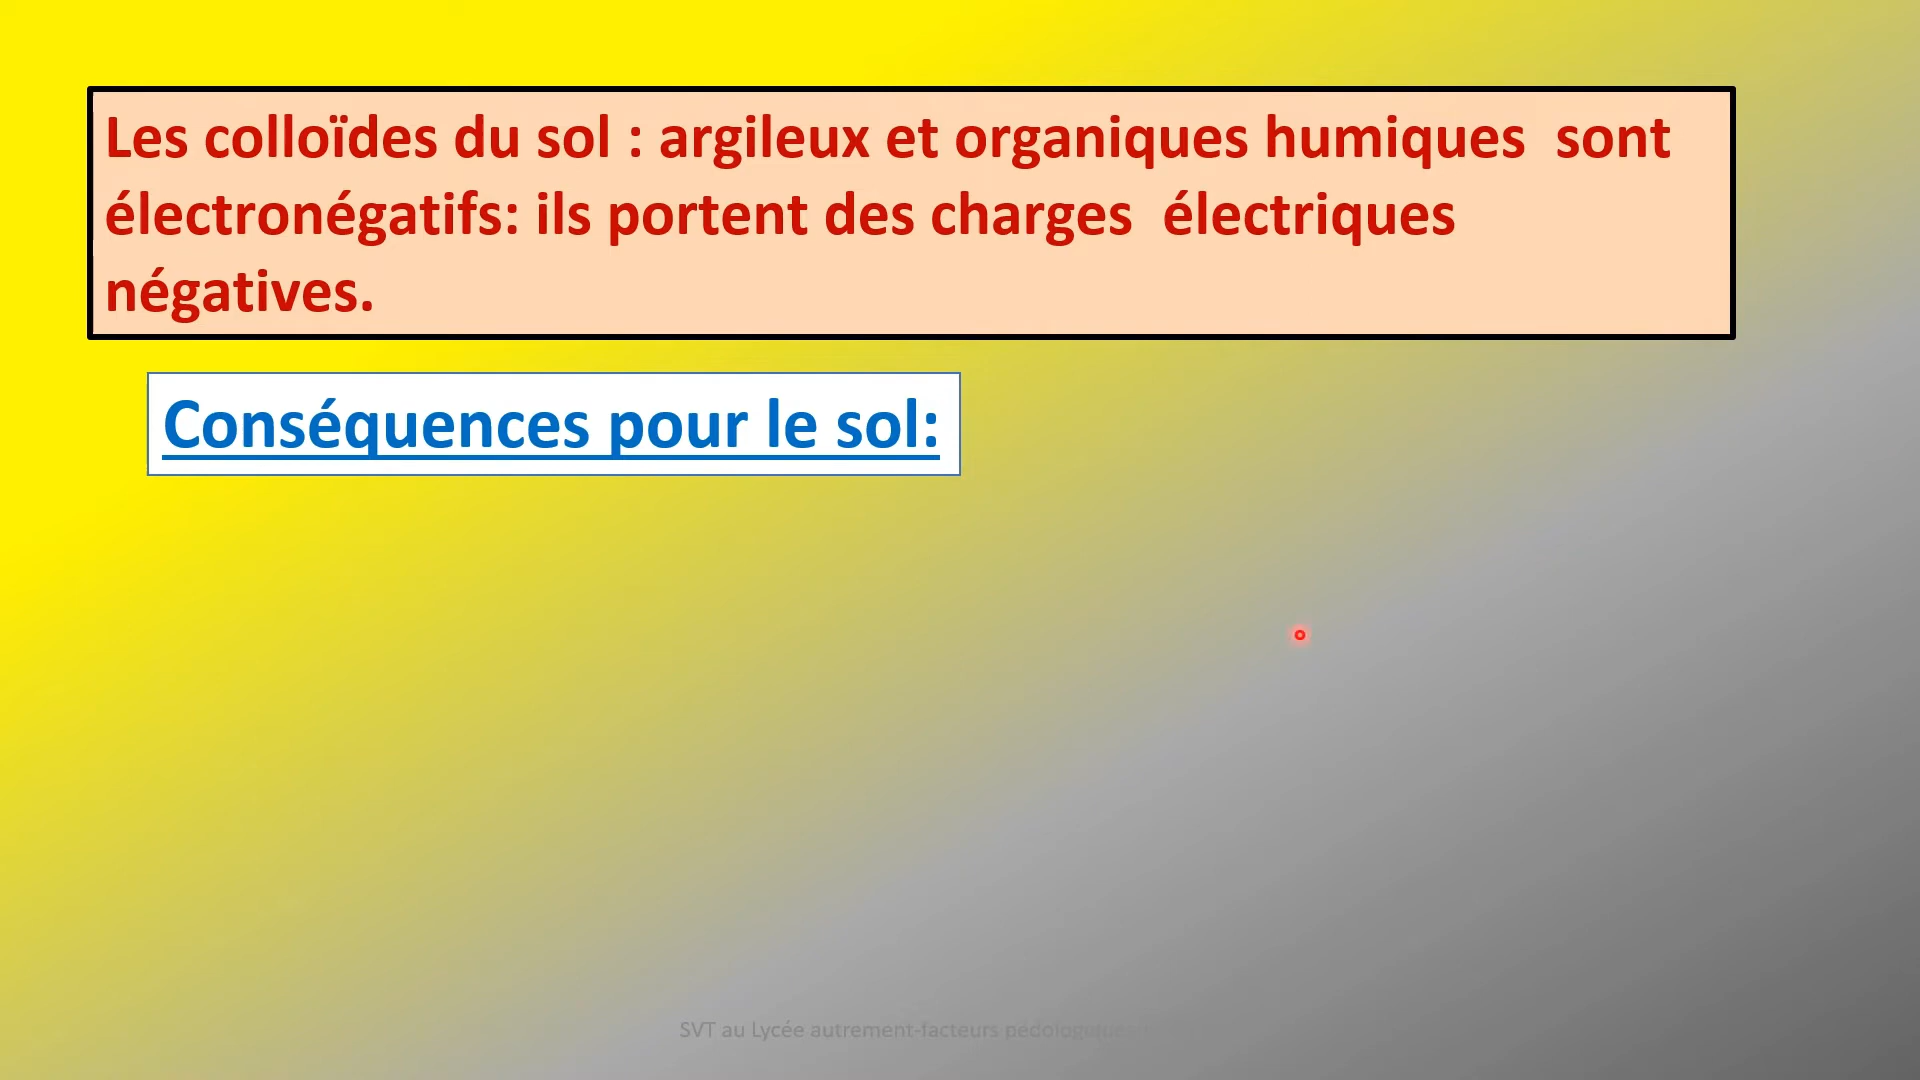 Les colloïdes du sol : argileux et organiques humiques sont
électronégatifs: ils portent des charges électriques
négatives.
Conséquences pour le sol:
SVT au Lycée autrement-facteurs pédologiques